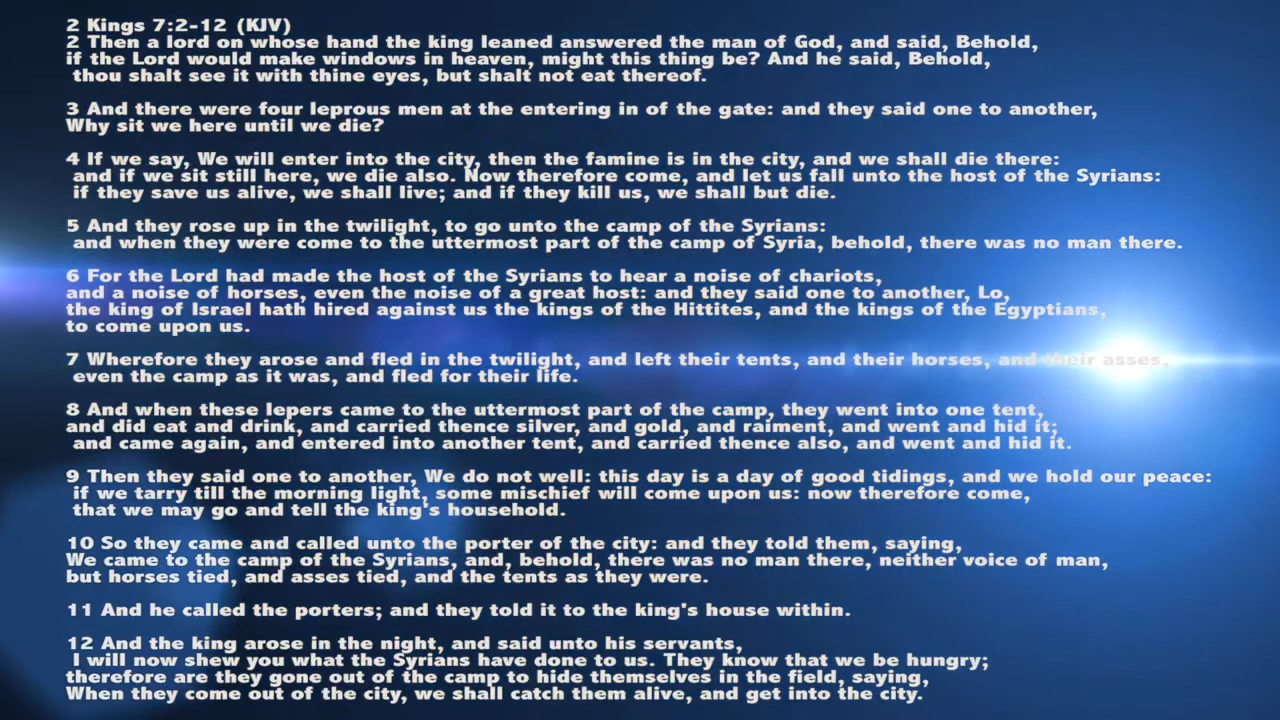 2 Kings 7:2-12 (KJV)
2 Then a lord on whose hand the king leaned answered the man of God, and said, Behold,
if the Lord would make windows in heaven, might this thing be? And he said, Behold,
thou shalt see it with thine eyes, but shalt not eat thereof.
3 And there were four leprous men at the entering in of the gate: and they said one to another,
Why sit we here until we die?
4 If we say, We will enter into the city, then the famine is in the city, and we shall die there:
and if we sit still here, we die also. Now therefore come, and let us fall unto the host of the Syrians:
if they save us alive, we shall live; and if they kill us, we shall but die.
5 And they rose up in the twilight, to go unto the camp of the Syrians:
and when they were come to the uttermost part of the camp of Syria, behold, there was no man there.
6 For the Lord had made the host of the Syrians to hear a noise of chariots,
and a noise of horses, even the noise of a great host: and they said one to another, Lo,
the king of Israel hath hired against us the kings of the Hittites, and the kings of the Egyptians,
to come upon us.
7 Wherefore they arose and fled in the twilight, and left their tents, and their horses, and their asses,
even the camp as it was, and fled for their life.
8 And when these lepers came to the uttermost part of the camp, they went into one tent,
and did eat and drink, and carried thence silver, and gold, and raiment, and went and hid it;
and came again, and entered into another tent, and carried thence also, and went and hid it.
9 Then they said one to another, We do not well: this day is a day of good tidings, and we hold our peace:
if we tarry till the morning light, some mischief will come upon us: now therefore come,
that we may go and tell the king's household.
10 So they came and called unto the porter of the city: and they told them, saying,
We came to the camp of the Syrians, and, behold, there was no man there, neither voice of man,
but horses tied, and asses tied, and the tents as they were.
11 And he called the porters; and they told it to the king's house within.
12 And the king arose in the night, and said unto his servants,
I will now shew you what the Syrians have done to us. They know that we be hungry;
therefore are they gone out of the camp to hide themselves in the field, saying,
When they come out of the city, we shall catch them alive, and get into the city.